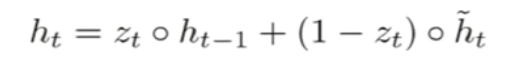 h_t = z_t ∘ h_{t−1} + (1 − z_t) ∘ h̃_t